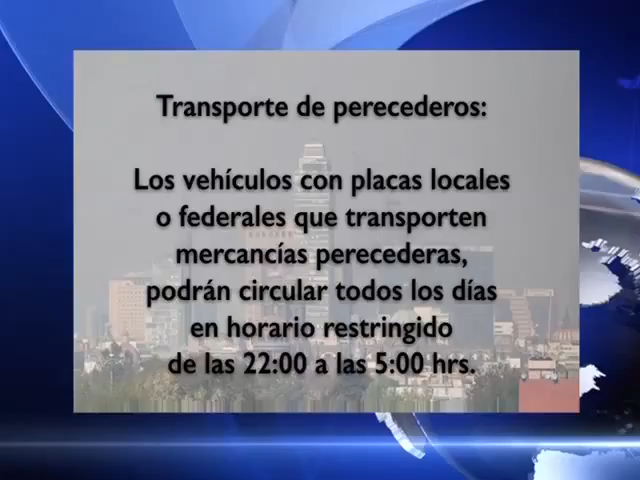 Transporte de perecederos:
Los vehículos con placas locales
o federales que transporten
mercancías perecederas,
podrán circular todos los días
en horario restringido
de las 22:00 a las 5:00 hrs.